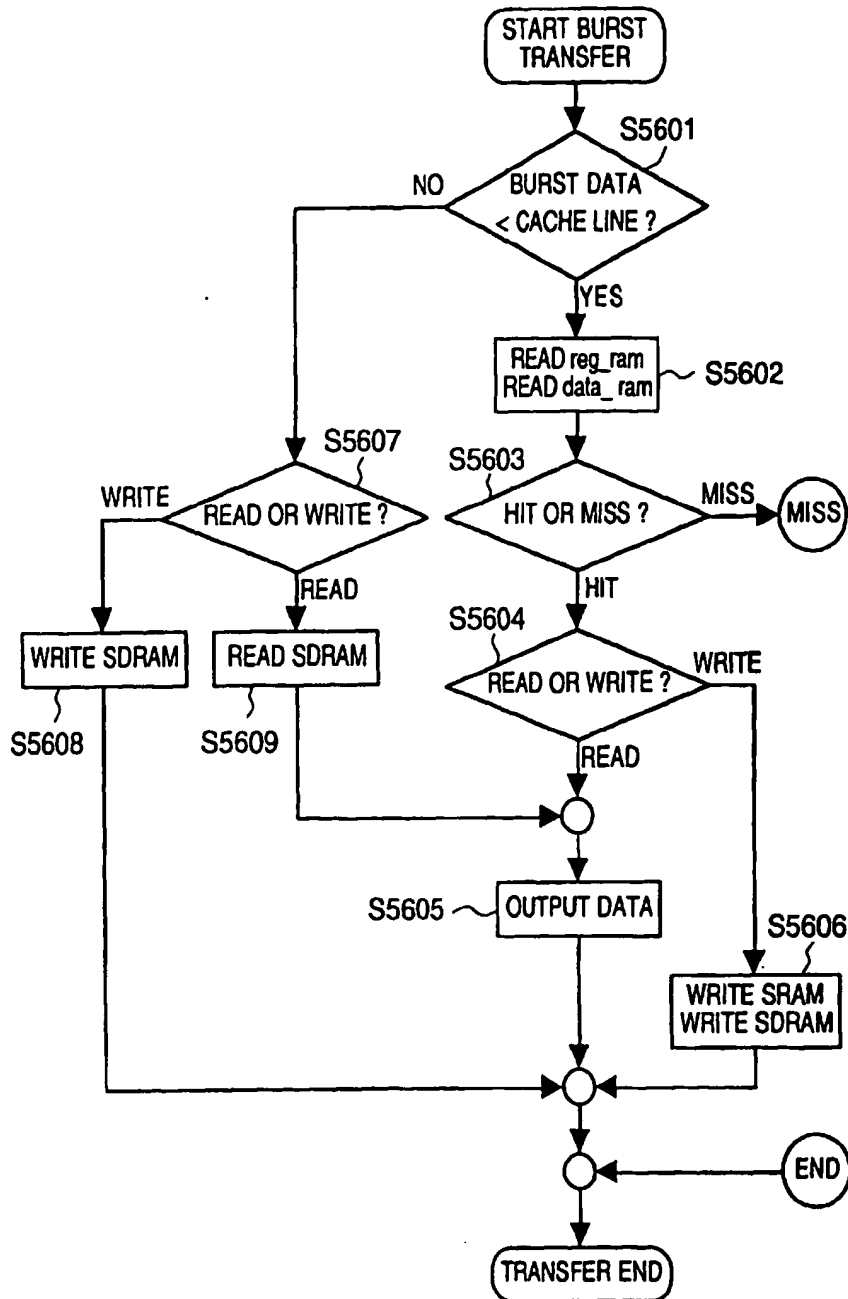 START BURST
TRANSFER
S5601
BURST DATA
< CACHE LINE ?
NO
YES
READ reg_ram
READ data_ ram
S5602
S5607
S5603
WRITE
READ OR WRITE ?
HIT OR MISS ?
MISS
MISS
READ
HIT
S5604
WRITE SDRAM
READ SDRAM
READ OR WRITE ?
WRITE
S5608
S5609
READ
S5605
OUTPUT DATA
S5606
WRITE SRAM
WRITE SDRAM
END
TRANSFER END